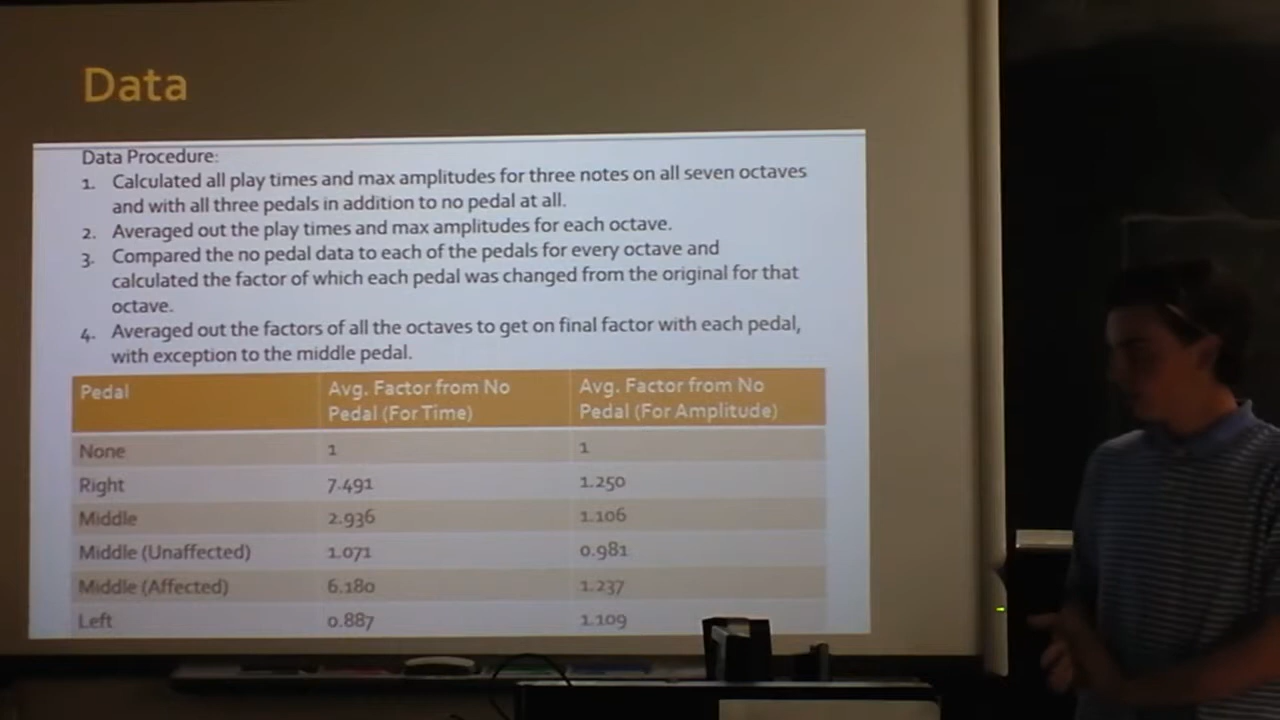 Data
Data Procedure:
1. Calculated all play times and max amplitudes for three notes on all seven octaves
and with all three pedals in addition to no pedal at all.
2. Averaged out the play times and max amplitudes for each octave.
3. Compared the no pedal data to each of the pedals for every octave and
calculated the factor of which each pedal was changed from the original for that
octave.
4. Averaged out the factors of all the octaves to get on final factor with each pedal,
with exception to the middle pedal.
Pedal Avg. Factor from No Pedal (For Time) Avg. Factor from No Pedal (For Amplitude)
None 1 1
Right 7.491 1.250
Middle 2.936 1.106
Middle (Unaffected) 1.071 0.981
Middle (Affected) 6.180 1.237
Left 0.887 1.109